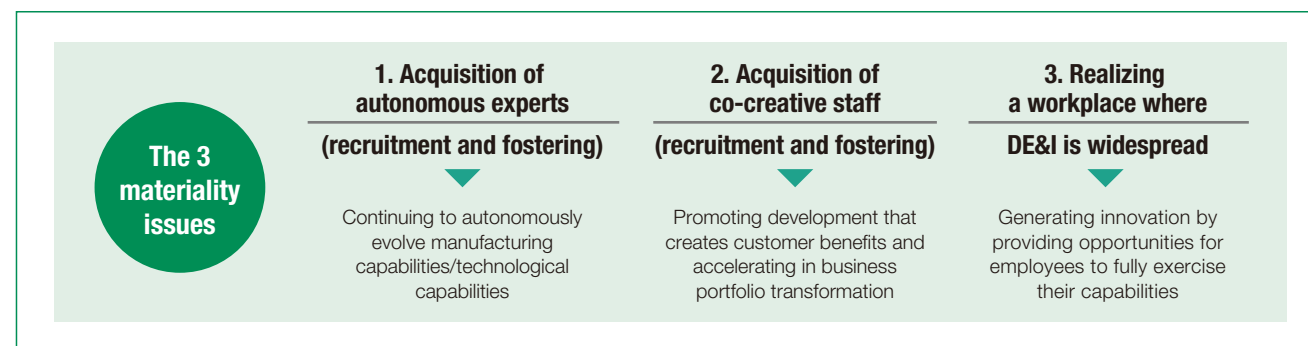 The 3
materiality
issues
1. Acquisition of
autonomous experts
(recruitment and fostering)
Continuing to autonomously
evolve manufacturing
capabilities/technological
capabilities
2. Acquisition of
co-creative staff
(recruitment and fostering)
Promoting development that
creates customer benefits and
accelerating in business
portfolio transformation
3. Realizing
a workplace where
DE&I is widespread
Generating innovation by
providing opportunities for
employees to fully exercise
their capabilities